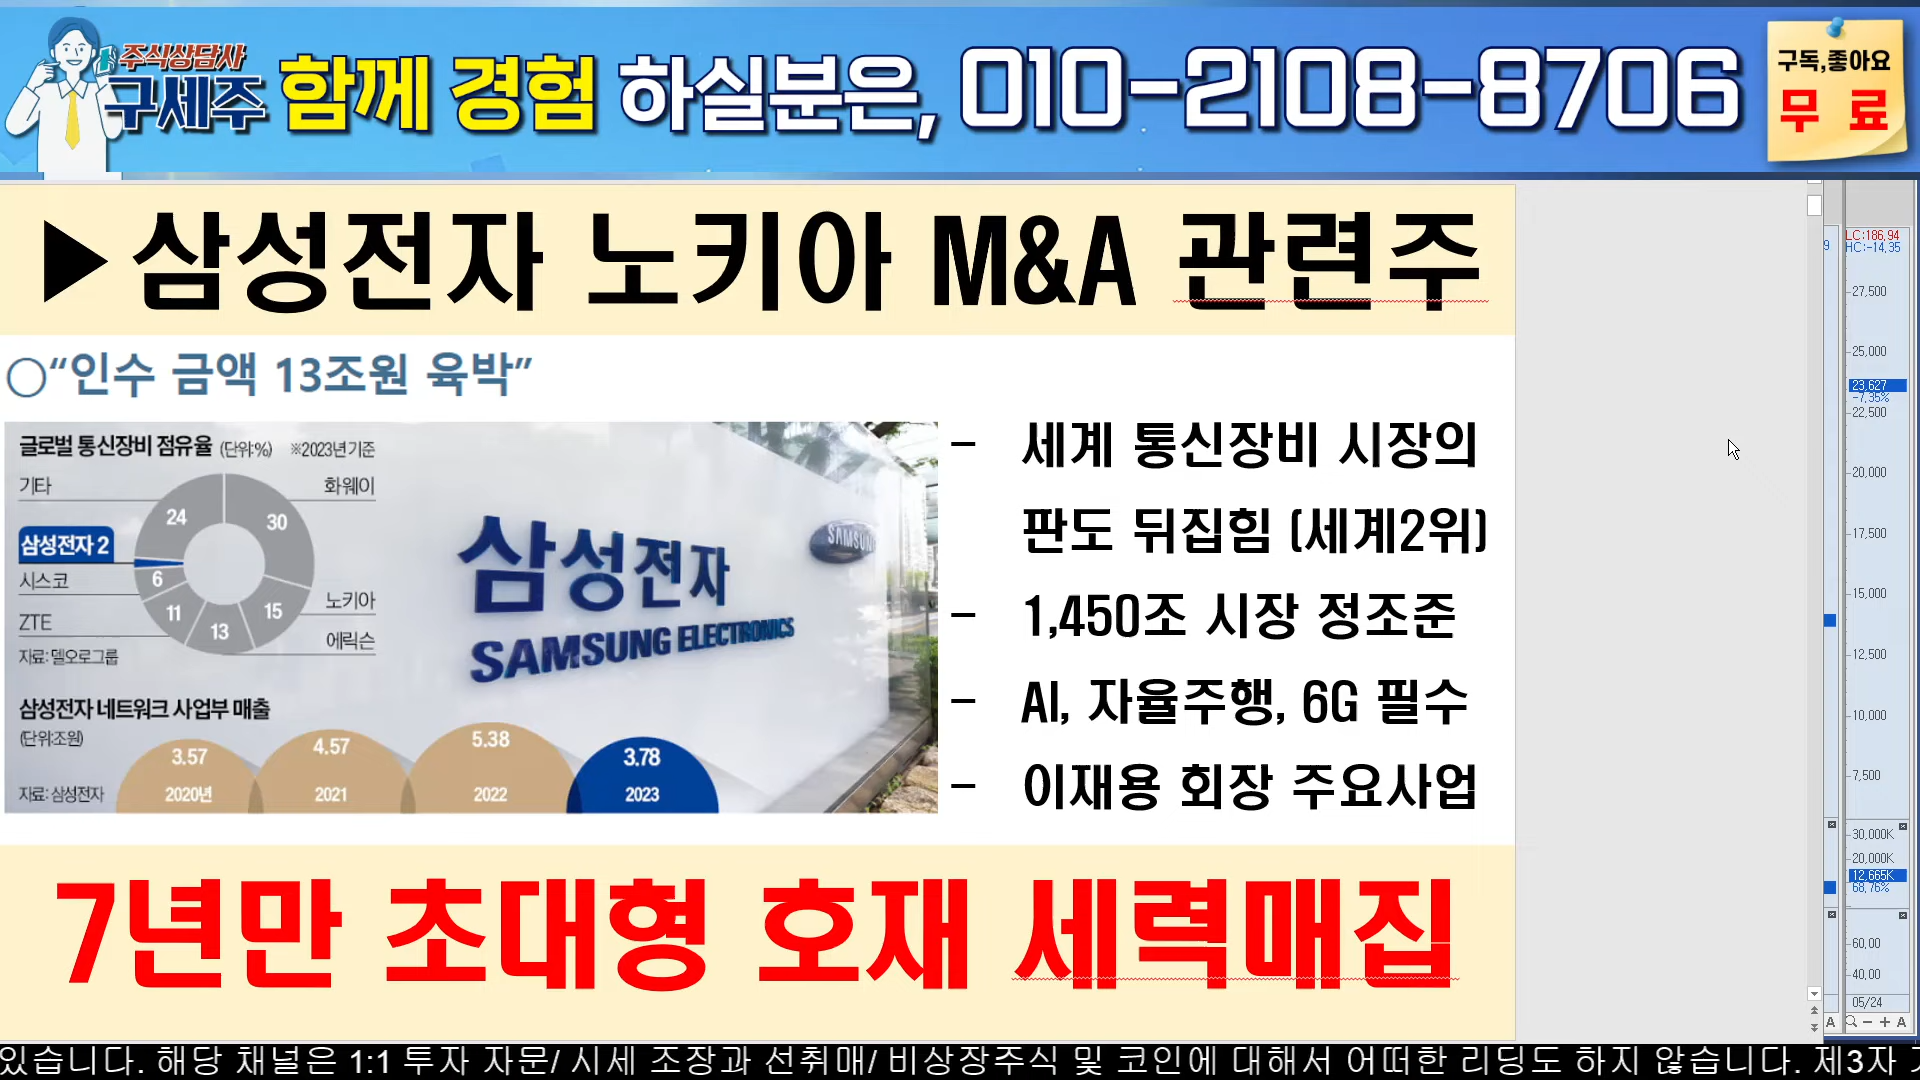 주식상담사
구세주
함께 경험 하실분은, 010-2108-8706
구독,좋아요
무 료
▶삼성전자 노키아 M&A 관련주
○“인수 금액 13조원 육박”
글로벌 통신장비 점유율 (단위:%) ※2023년기준
기타
화웨이
24
30
삼성전자 2
시스코
6
노키아
ZTE
11
15
13
에릭슨
자료: 델오로그룹
삼성전자 네트워크 사업부 매출
(단위:조원)
3.57
4.57
5.38
3.78
자료: 삼성전자
2020년
2021
2022
2023
삼성전자
SAMSUNG ELECTRONICS
SAMSUNG
- 세계 통신장비 시장의
판도 뒤집힘 (세계2위)
- 1,450조 시장 정조준
- AI, 자율주행, 6G 필수
- 이재용 회장 주요사업
7년만 초대형 호재 세력매집
9
LC:186,94
HC:-14,35
27,500
25,000
23,627
-7,35%
22,500
20,000
17,500
15,000
12,500
10,000
7,500
30,000K
20,000K
12,665K
68,76%
60,00
40,00
05/24
A
A
있습니다. 해당 채널은 1:1 투자 자문/ 시세 조장과 선취매/ 비상장주식 및 코인에 대해서 어떠한 리딩도 하지 않습니다. 제3자